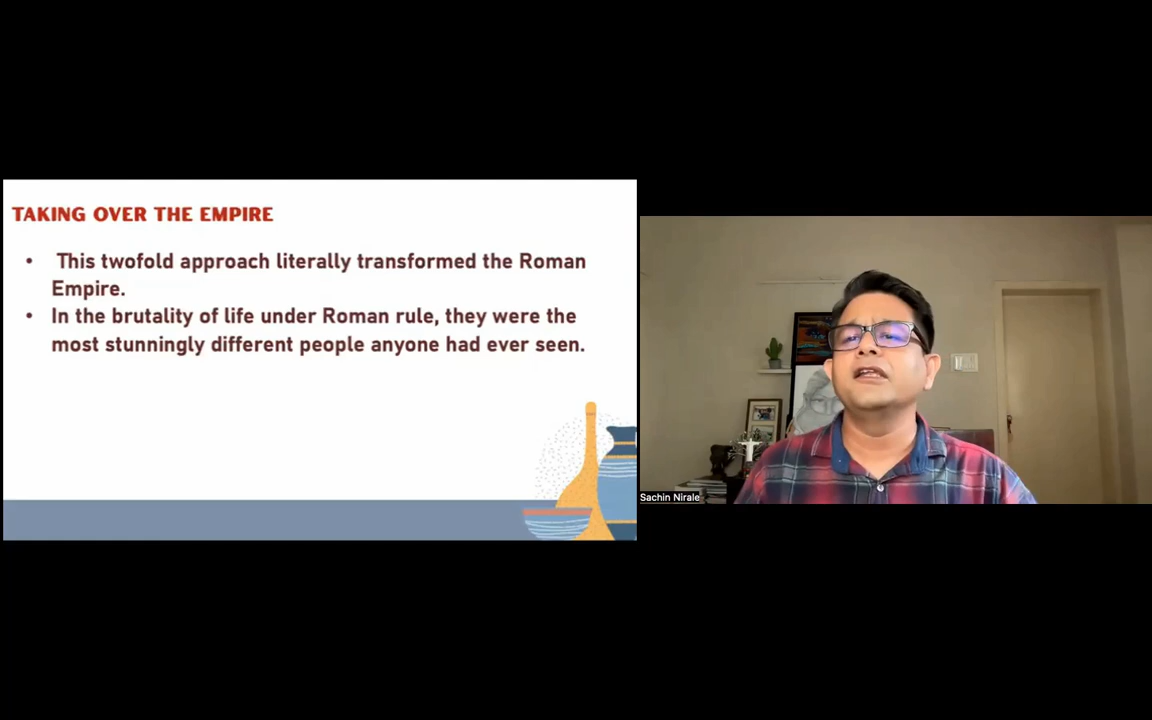 TAKING OVER THE EMPIRE
• This twofold approach literally transformed the Roman
Empire.
• In the brutality of life under Roman rule, they were the
most stunningly different people anyone had ever seen.
Sachin Nirale